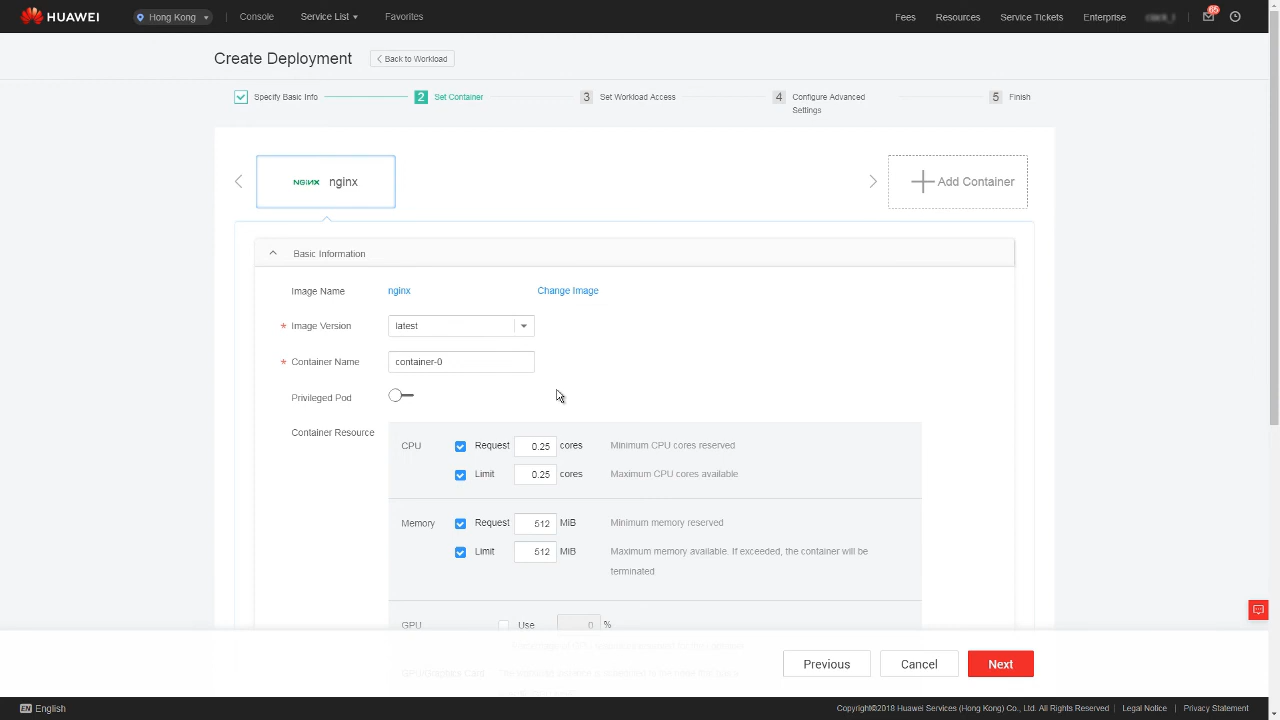 HUAWEI Hong Kong Console Service List Favorites Fees Resources Service Tickets Enterprise 65
Create Deployment Back to Workload
Specify Basic Info 2 Set Container 3 Set Workload Access 4 Configure Advanced Settings 5 Finish
NGINX nginx Add Container
Basic Information
Image Name nginx Change Image
* Image Version latest
* Container Name container-0
Privileged Pod
Container Resource
CPU Request 0.25 cores Minimum CPU cores reserved
Limit 0.25 cores Maximum CPU cores available
Memory Request 512 MiB Minimum memory reserved
Limit 512 MiB Maximum memory available. If exceeded, the container will be
terminated
GPU Use 0 %
GPU/Graphics Card
Previous Cancel Next
EN English Copyright©2018 Huawei Services (Hong Kong) Co., Ltd. All Rights Reserved Legal Notice Privacy Statement